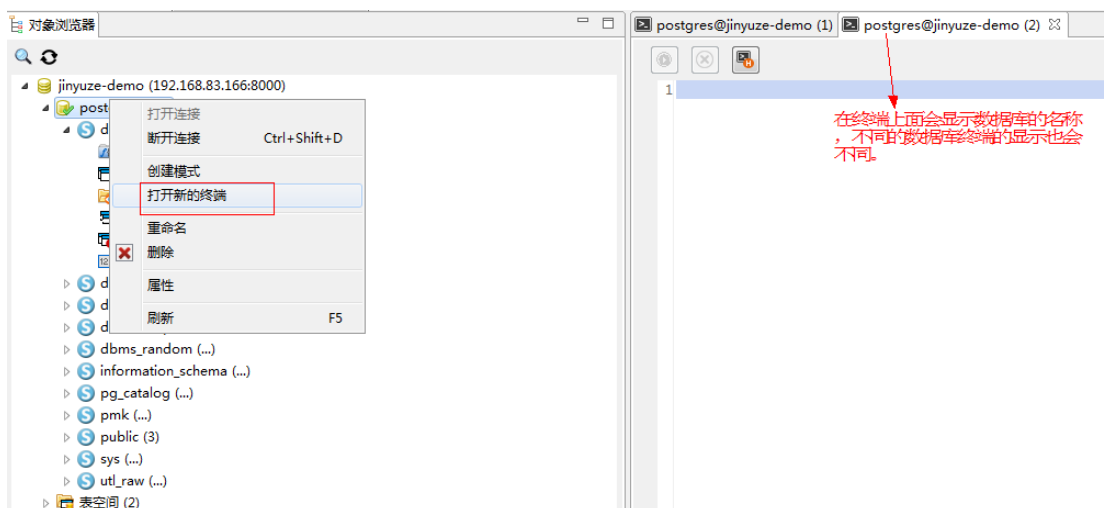 对象浏览器
jinyuze-demo (192.168.83.166:8000)
post
d
打开连接
断开连接 Ctrl+Shift+D
创建模式
打开新的终端
重命名
删除
属性
刷新 F5
12
d
d
d
dbms_random (...)
information_schema (...)
pg_catalog (...)
pmk (...)
public (3)
sys (...)
utl_raw (...)
表空间 (2)
postgres@jinyuze-demo (1)
postgres@jinyuze-demo (2)
1
在终端上面会显示数据库的名称
，不同的数据库终端的显示也会
不同。